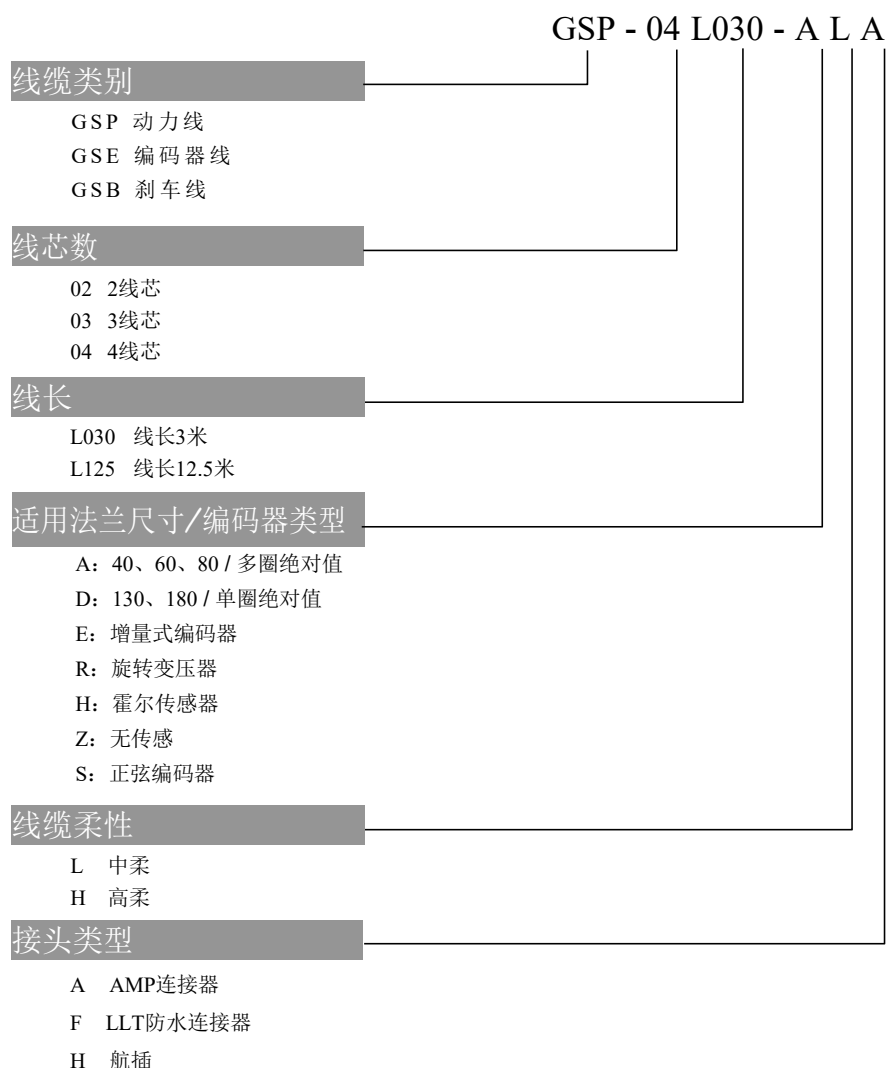 GSP - 04 L030 - A L A
线缆类别
GSP 动力线
GSE 编码器线
GSB 刹车线
线芯数
02 2线芯
03 3线芯
04 4线芯
线长
L030 线长3米
L125 线长12.5米
适用法兰尺寸/编码器类型
A：40、60、80 / 多圈绝对值
D：130、180 / 单圈绝对值
E：增量式编码器
R：旋转变压器
H：霍尔传感器
Z：无传感
S：正弦编码器
线缆柔性
L 中柔
H 高柔
接头类型
A AMP连接器
F LLT防水连接器
H 航插